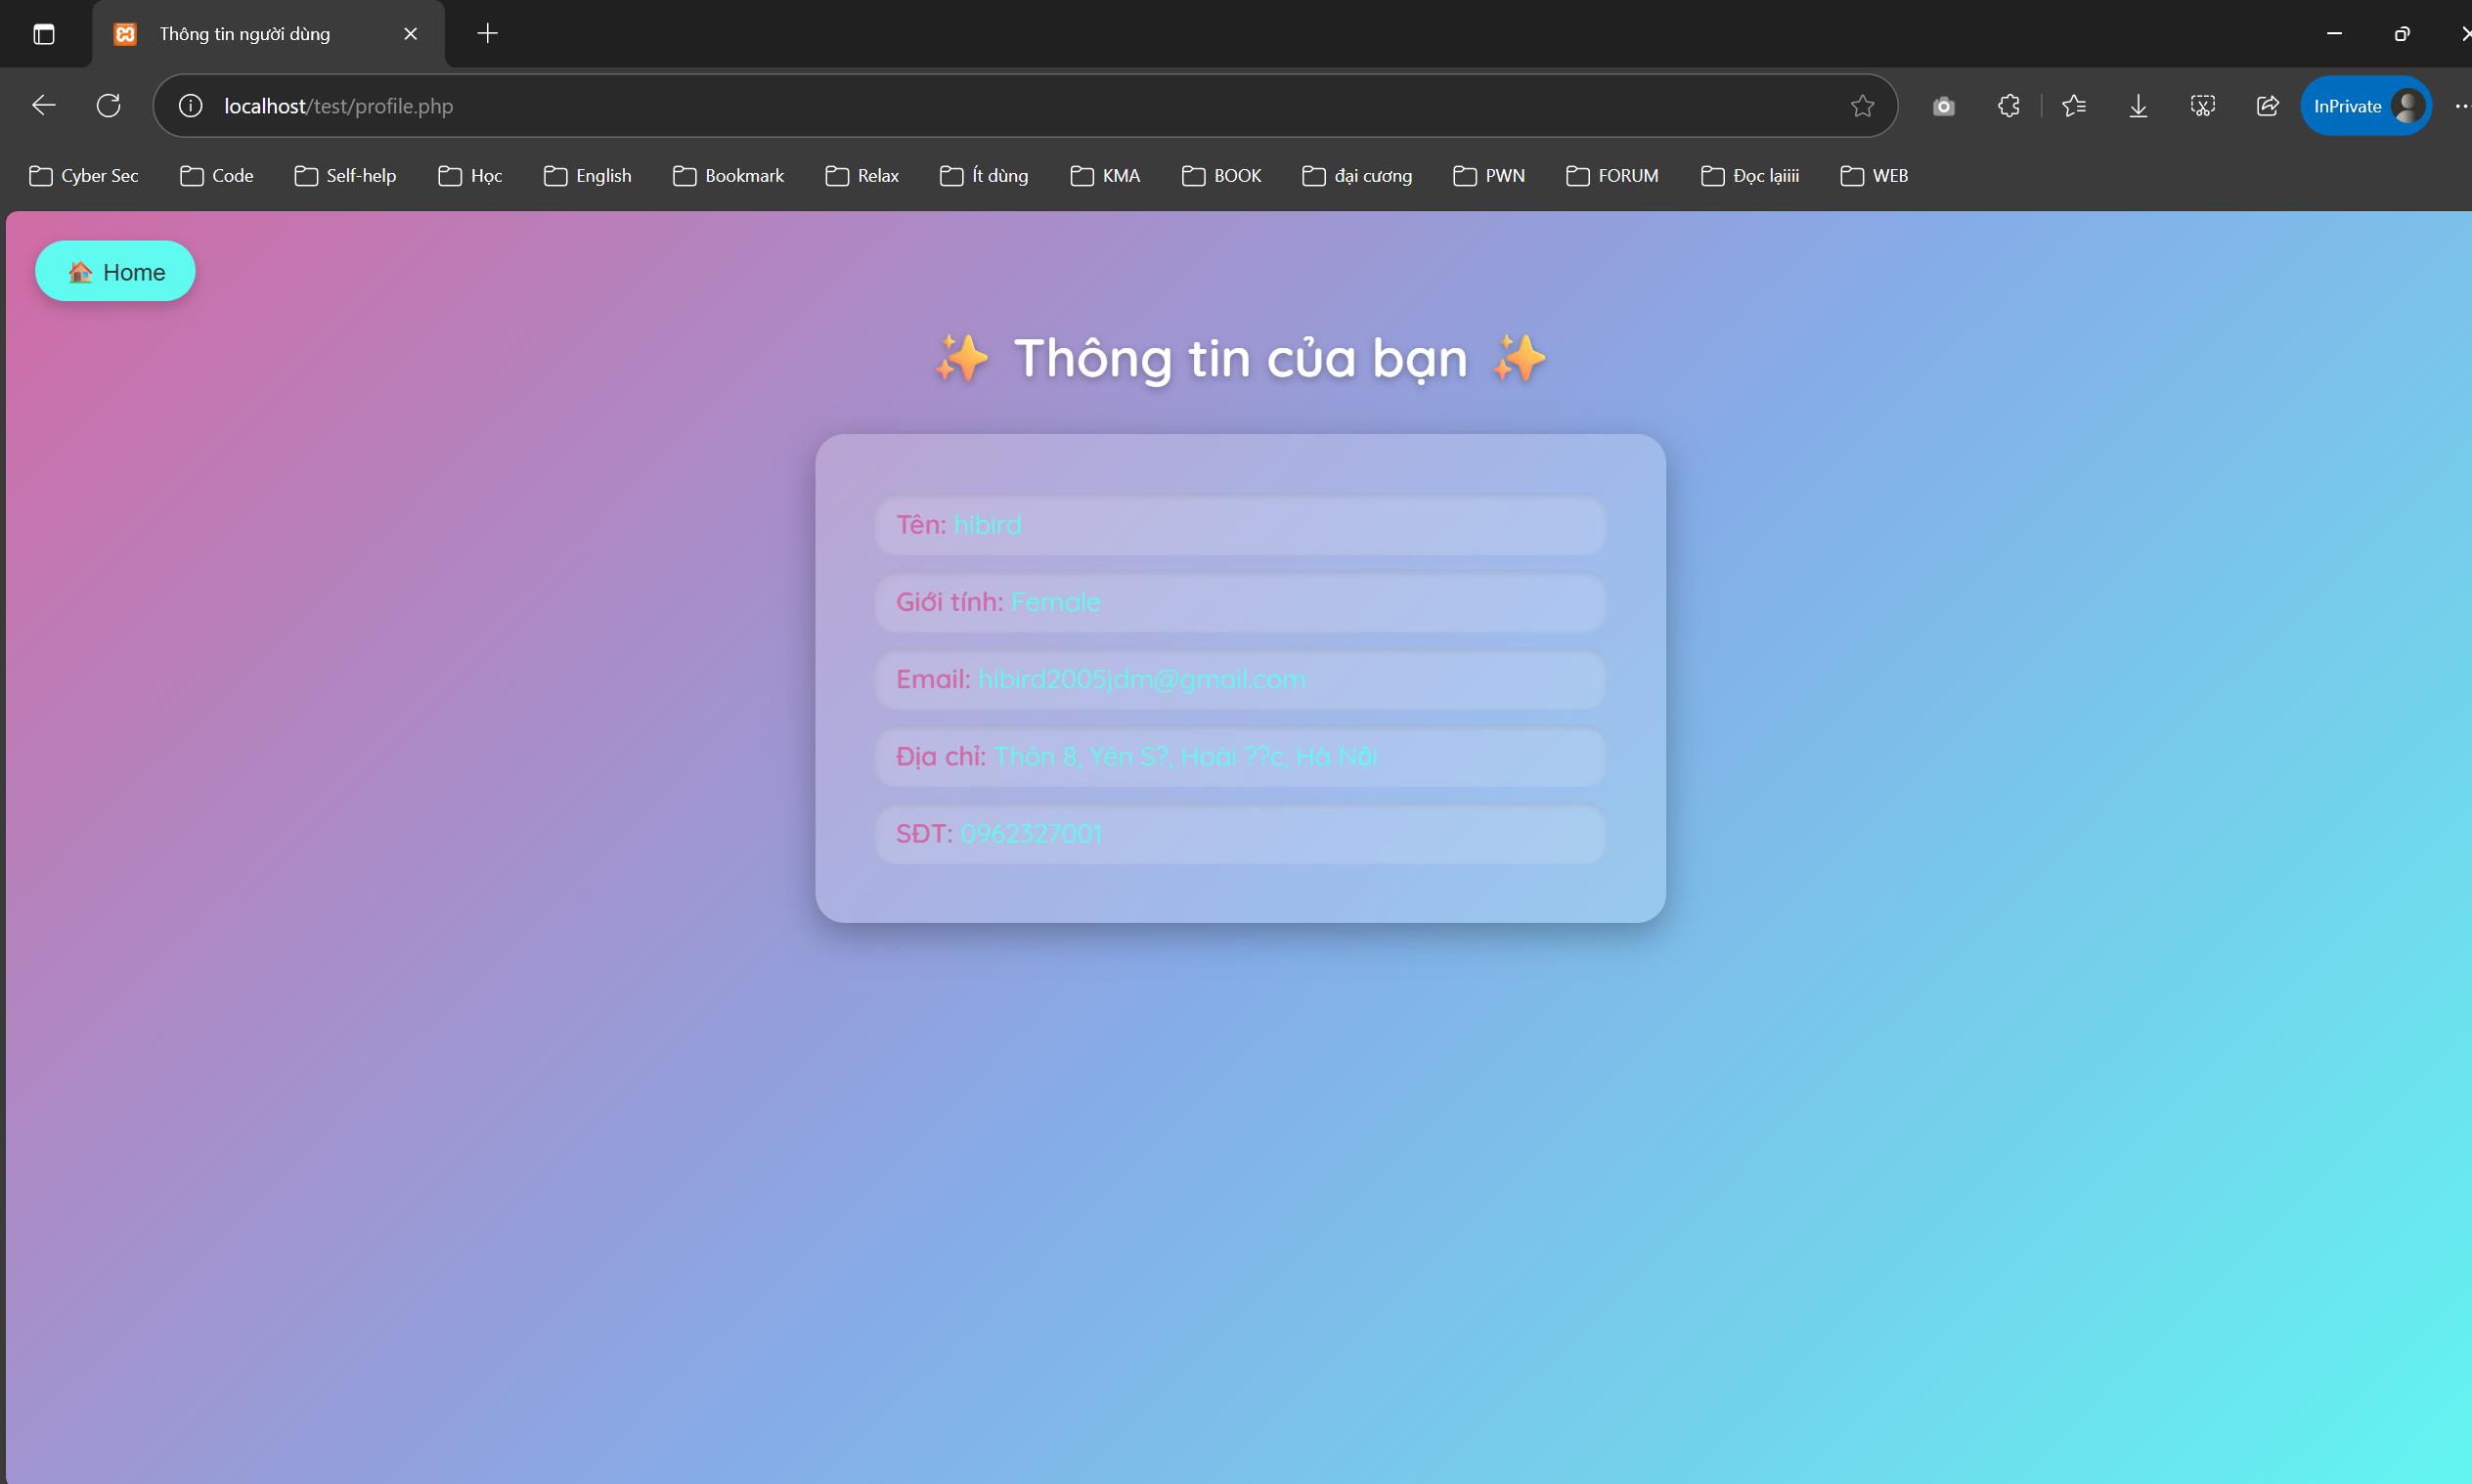 Thông tin người dùng
localhost/test/profile.php
InPrivate
Cyber Sec Code Self-help Học English Bookmark Relax Ít dùng KMA BOOK đại cương PWN FORUM Đọc lạiiii WEB
Home
Thông tin của bạn
Tên: hibird
Giới tính: Female
Email: hibird2005jdm@gmail.com
Địa chỉ: Thôn 8, Yên S?, Hoài ??c, Hà Nội
SĐT: 0962327001